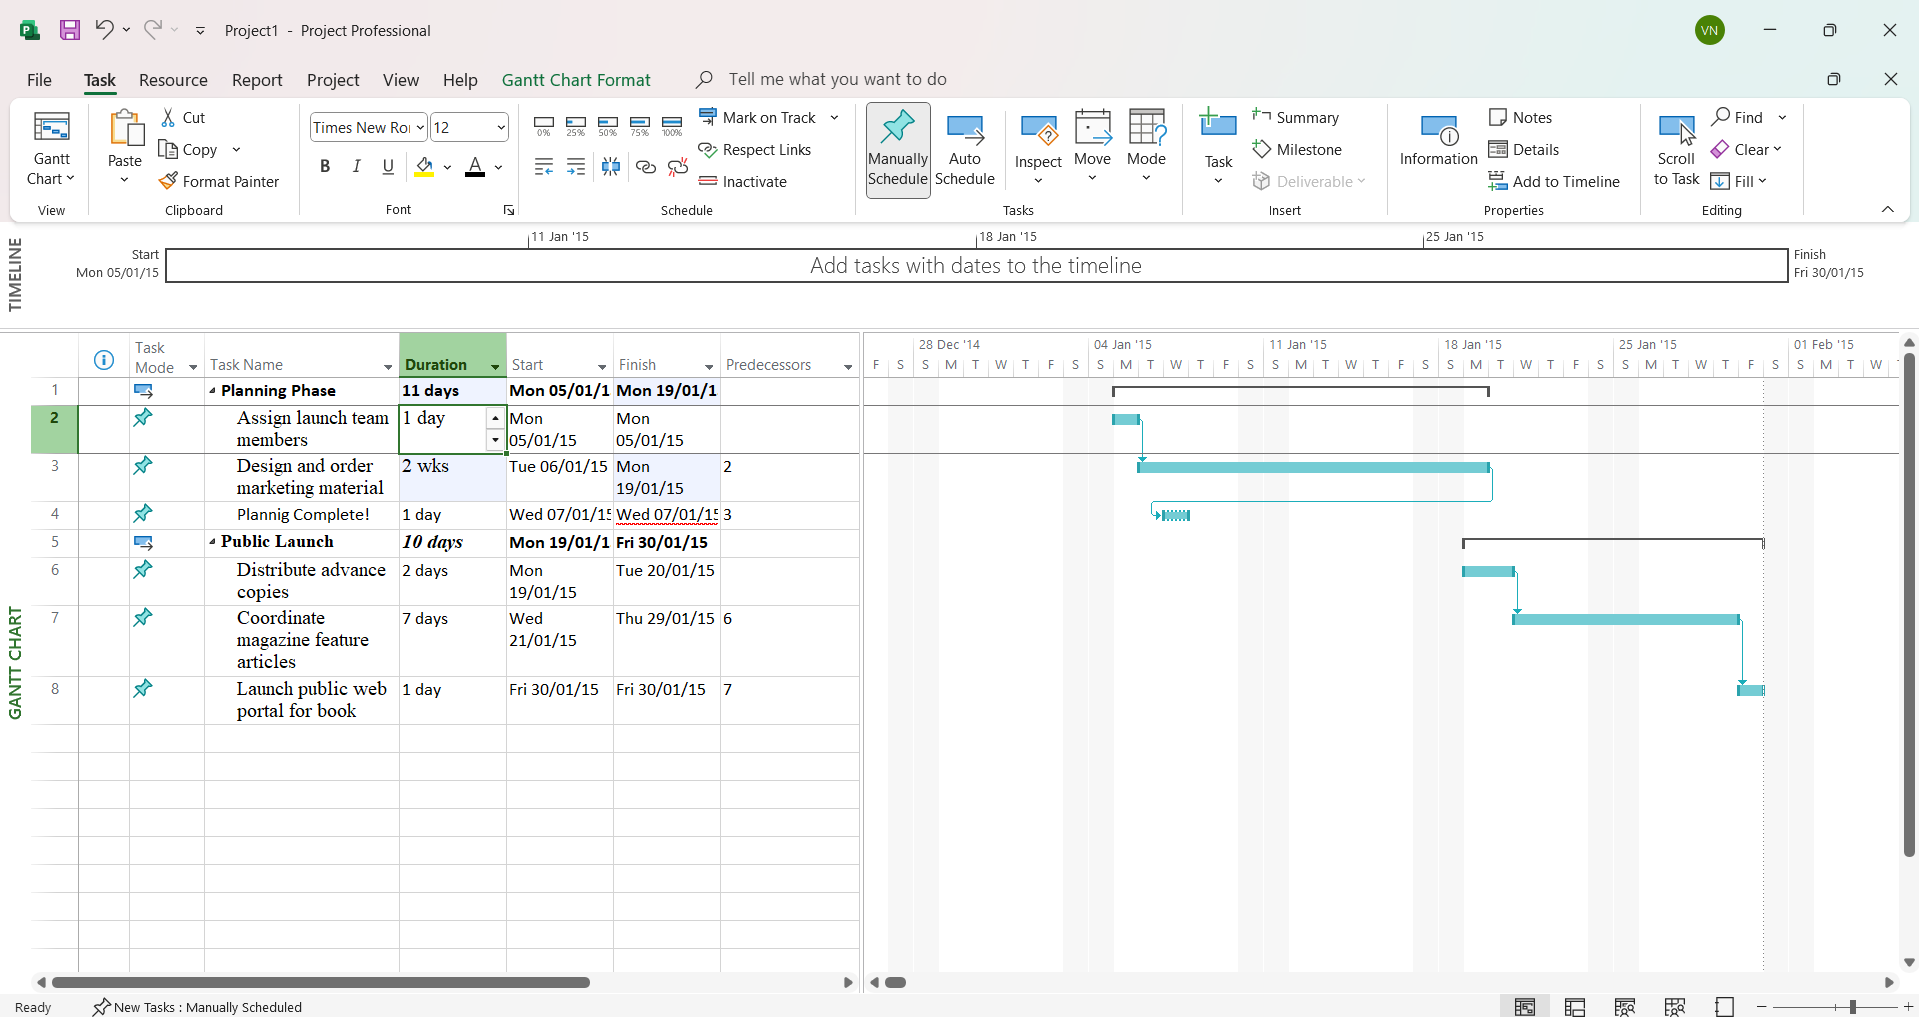 Project1 - Project Professional
VN
File Task Resource Report Project View Help Gantt Chart Format Tell me what you want to do
Gantt
Chart
View
Paste
Cut
Copy
Format Painter
Clipboard
Times New Ro
12
B I U A
Font
0% 25% 50% 75% 100%
Mark on Track
Respect Links
Inactivate
Schedule
Manually
Schedule
Auto
Schedule
Inspect
Move
Mode
Tasks
Task
Summary
Milestone
Deliverable
Insert
Information
Notes
Details
Add to Timeline
Properties
Scroll
to Task
Find
Clear
Fill
Editing
TIMELINE
11 Jan '15 18 Jan '15 25 Jan '15
Start
Mon 05/01/15
Add tasks with dates to the timeline
Finish
Fri 30/01/15
GANTT CHART
Task
Mode
Task Name Duration Start Finish Predecessors
1 Planning Phase 11 days Mon 05/01/1 Mon 19/01/1
2 Assign launch team 1 day Mon Mon
members 05/01/15 05/01/15
3 Design and order 2 wks Tue 06/01/15 Mon 2
marketing material 19/01/15
4 Plannig Complete! 1 day Wed 07/01/15 Wed 07/01/15 3
5 Public Launch 10 days Mon 19/01/1 Fri 30/01/15
6 Distribute advance 2 days Mon Tue 20/01/15
copies 19/01/15
7 Coordinate 7 days Wed Thu 29/01/15 6
magazine feature 21/01/15
articles
8 Launch public web 1 day Fri 30/01/15 Fri 30/01/15 7
portal for book
28 Dec '14 04 Jan '15 11 Jan '15 18 Jan '15 25 Jan '15 01 Feb '15
F S S M T W T F S S M T W T F S S M T W T F S S M T W T F S S M T W T F S S M T W
Ready
New Tasks : Manually Scheduled